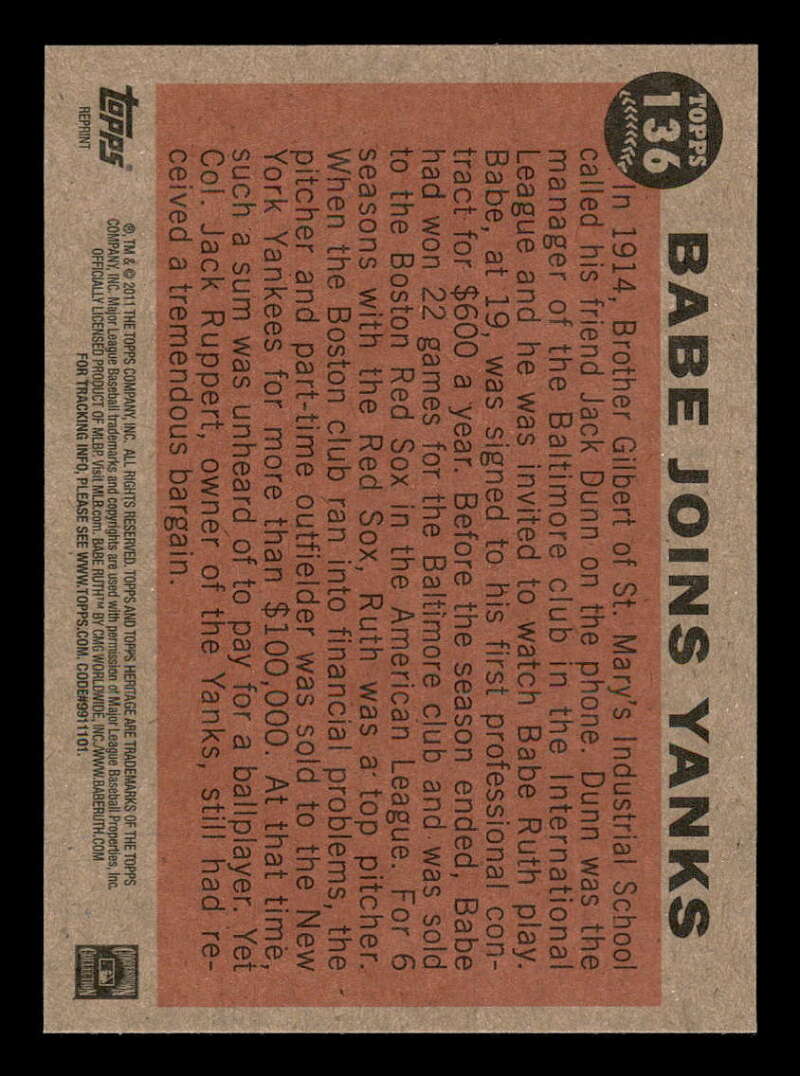 TOPPS
136
BABE JOINS YANKS
In 1914, Brother Gilbert of St. Mary's Industrial School
called his friend Jack Dunn on the phone. Dunn was the
manager of the Baltimore club in the International
League and he was invited to watch Babe Ruth play.
Babe, at 19, was signed to his first professional con-
tract for $600 a year. Before the season ended, Babe
had won 22 games for the Baltimore club and was sold
to the Boston Red Sox in the American League. For 6
seasons with the Red Sox, Ruth was a top pitcher.
When the Boston club ran into financial problems, the
pitcher and part-time outfielder was sold to the New
York Yankees for more than $100,000. At that time,
such a sum was unheard of to pay for a ballplayer. Yet
Col. Jack Ruppert, owner of the Yanks, still had re-
ceived a tremendous bargain.
Topps®
REPRINT
®, TM & © 2011 THE TOPPS COMPANY, INC. ALL RIGHTS RESERVED. TOPPS AND TOPPS HERITAGE ARE TRADEMARKS OF THE TOPPS
COMPANY, INC. Major League Baseball trademarks and copyrights are used with permission of Major League Baseball Properties, Inc.
OFFICIALLY LICENSED PRODUCT OF MLBP. Visit MLB.com. BABE RUTH™ BY CMG WORLDWIDE, INC./WWW.BABERUTH.COM
FOR TRACKING INFO, PLEASE SEE WWW.TOPPS.COM. CODE#9911101.
COOPERSTOWN
COLLECTION